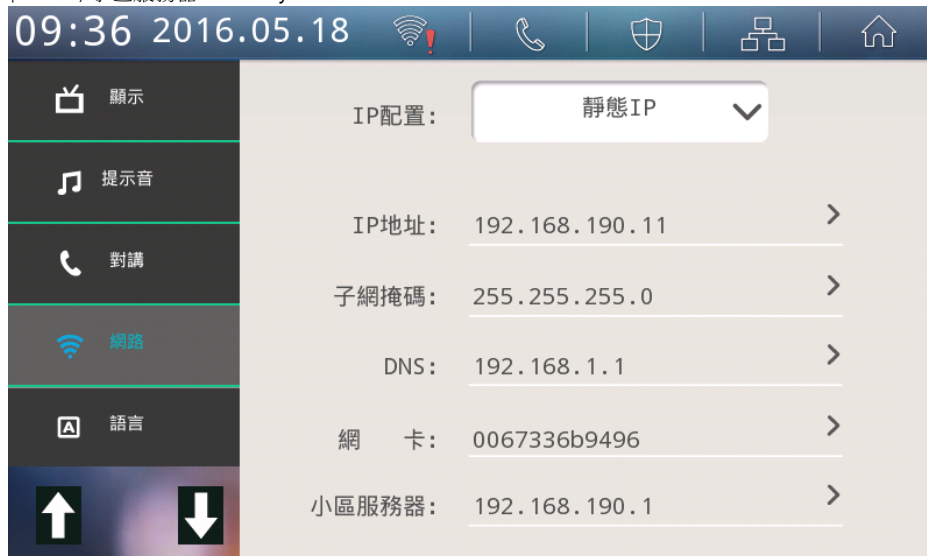 09:36 2016.05.18
顯示
提示音
對講
網路
語言
IP配置: 靜態IP
IP地址: 192.168.190.11
子網掩碼: 255.255.255.0
DNS: 192.168.1.1
網 卡: 0067336b9496
小區服務器: 192.168.190.1